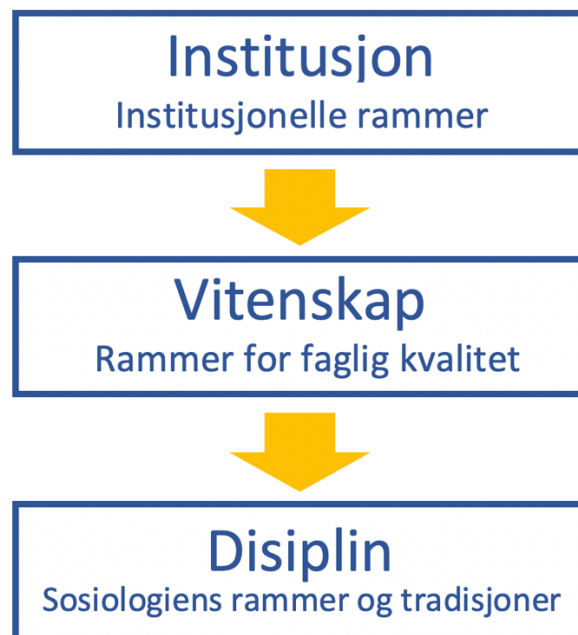 Institusjon
Institusjonelle rammer
Vitenskap
Rammer for faglig kvalitet
Disiplin
Sosiologiens rammer og tradisjoner